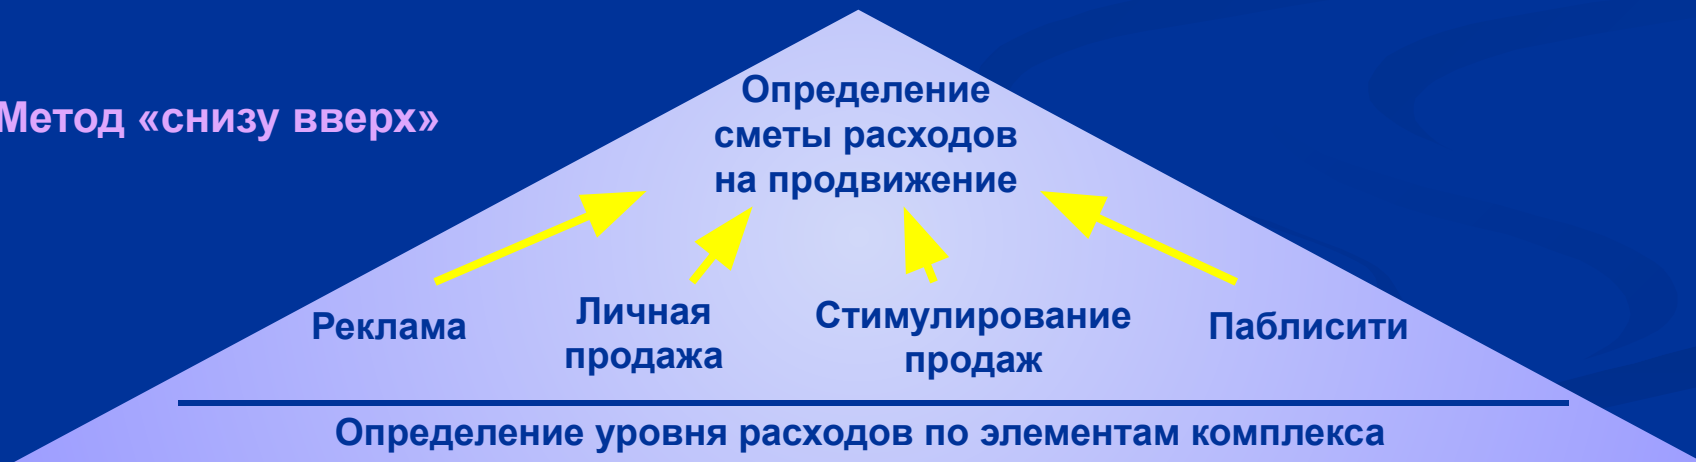 Метод «снизу вверх»
Определение
сметы расходов
на продвижение
Реклама
Личная
продажа
Стимулирование
продаж
Паблисити
Определение уровня расходов по элементам комплекса